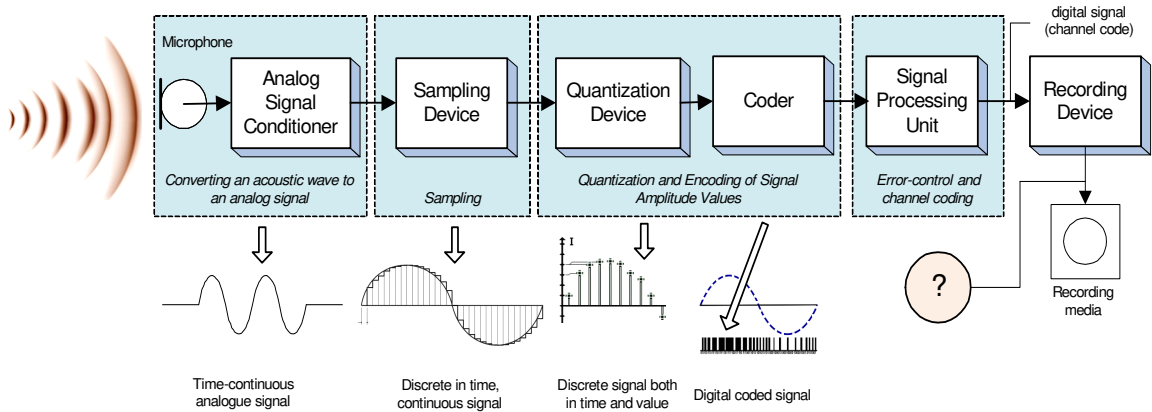 digital signal
(channel code)
Microphone
Analog
Signal
Conditioner
Sampling
Device
Quantization
Device
Coder
Signal
Processing
Unit
Recording
Device
Converting an acoustic wave to
an analog signal
Sampling
Quantization and Encoding of Signal
Amplitude Values
Error-control and
channel coding
I
?
Recording
media
Time-continuous
analogue signal
Discrete in time,
continuous signal
Discrete signal both
in time and value
Digital coded signal